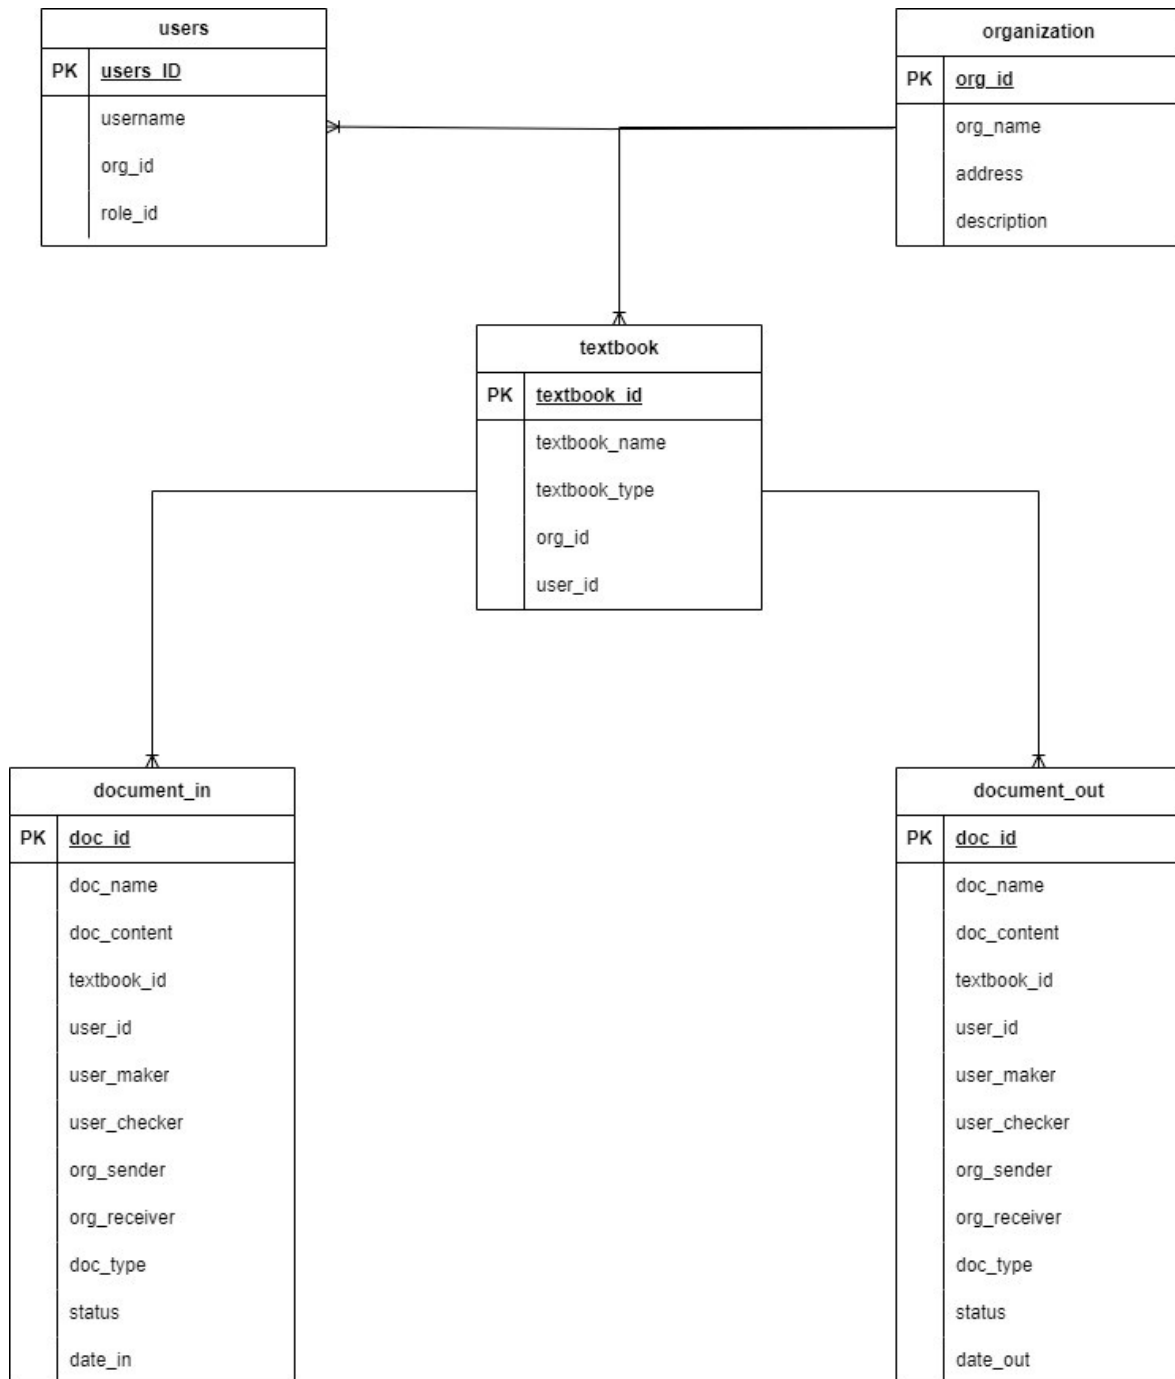 users
PK users_ID
username
org_id
role_id
organization
PK org_id
org_name
address
description
textbook
PK textbook_id
textbook_name
textbook_type
org_id
user_id
document_in
PK doc_id
doc_name
doc_content
textbook_id
user_id
user_maker
user_checker
org_sender
org_receiver
doc_type
status
date_in
document_out
PK doc_id
doc_name
doc_content
textbook_id
user_id
user_maker
user_checker
org_sender
org_receiver
doc_type
status
date_out